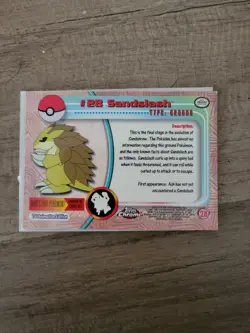 #28 Sandslash
TYPE: GROUND
Description:
This is the final stage in the evolution of
Sandshrew. The Pokédex has almost no
information regarding this ground Pokémon,
and the only known facts about Sandslash are
as follows. Sandslash curls up into a spiny ball
when it feels threatened, and it can roll while
curled up to attack or to escape.
First appearance: Ash has not yet
encountered a Sandslash
Topps
Chrome
28